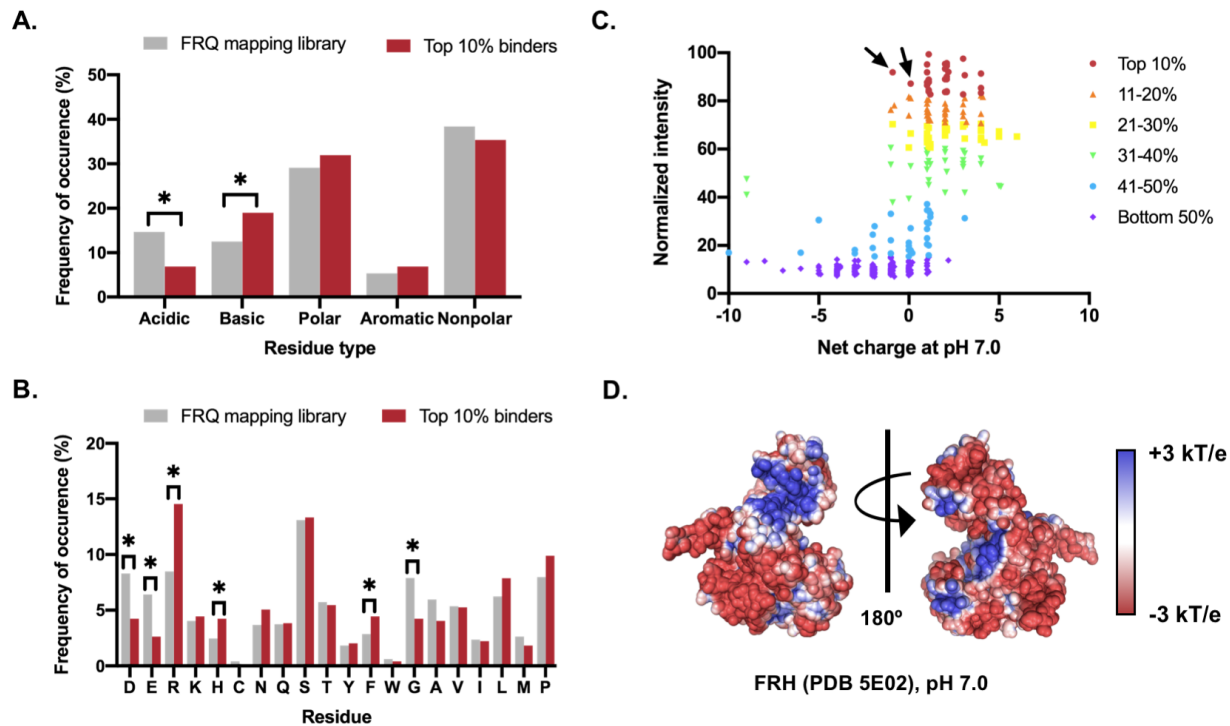 A.
FRQ mapping library
Top 10% binders
Frequency of occurence (%)
50
40
30
20
10
0
*
*
Acidic
Basic
Polar
Aromatic
Nonpolar
Residue type
B.
FRQ mapping library
Top 10% binders
Frequency of occurence (%)
20
15
10
5
0
*
*
*
*
*
*
D
E
R
K
H
C
N
Q
S
T
Y
F
W
G
A
V
I
L
M
P
Residue
C.
Normalized intensity
100
80
60
40
20
0
-10
-5
0
5
10
Net charge at pH 7.0
Top 10%
11-20%
21-30%
31-40%
41-50%
Bottom 50%
D.
180º
+3 kT/e
-3 kT/e
FRH (PDB 5E02), pH 7.0